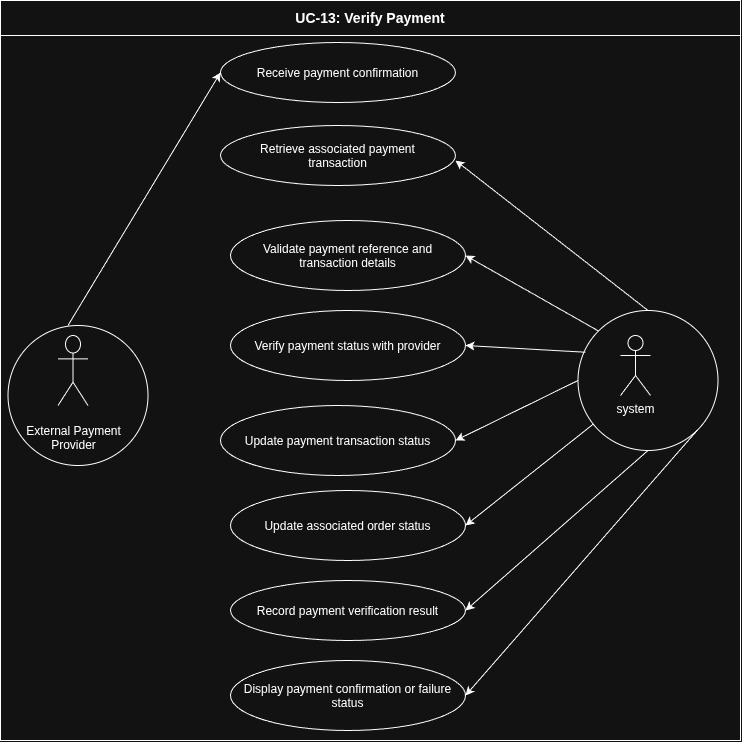 UC-13: Verify Payment
Receive payment confirmation
Retrieve associated payment
transaction
Validate payment reference and
transaction details
Verify payment status with provider
Update payment transaction status
Update associated order status
Record payment verification result
Display payment confirmation or failure
status
External Payment
Provider
system